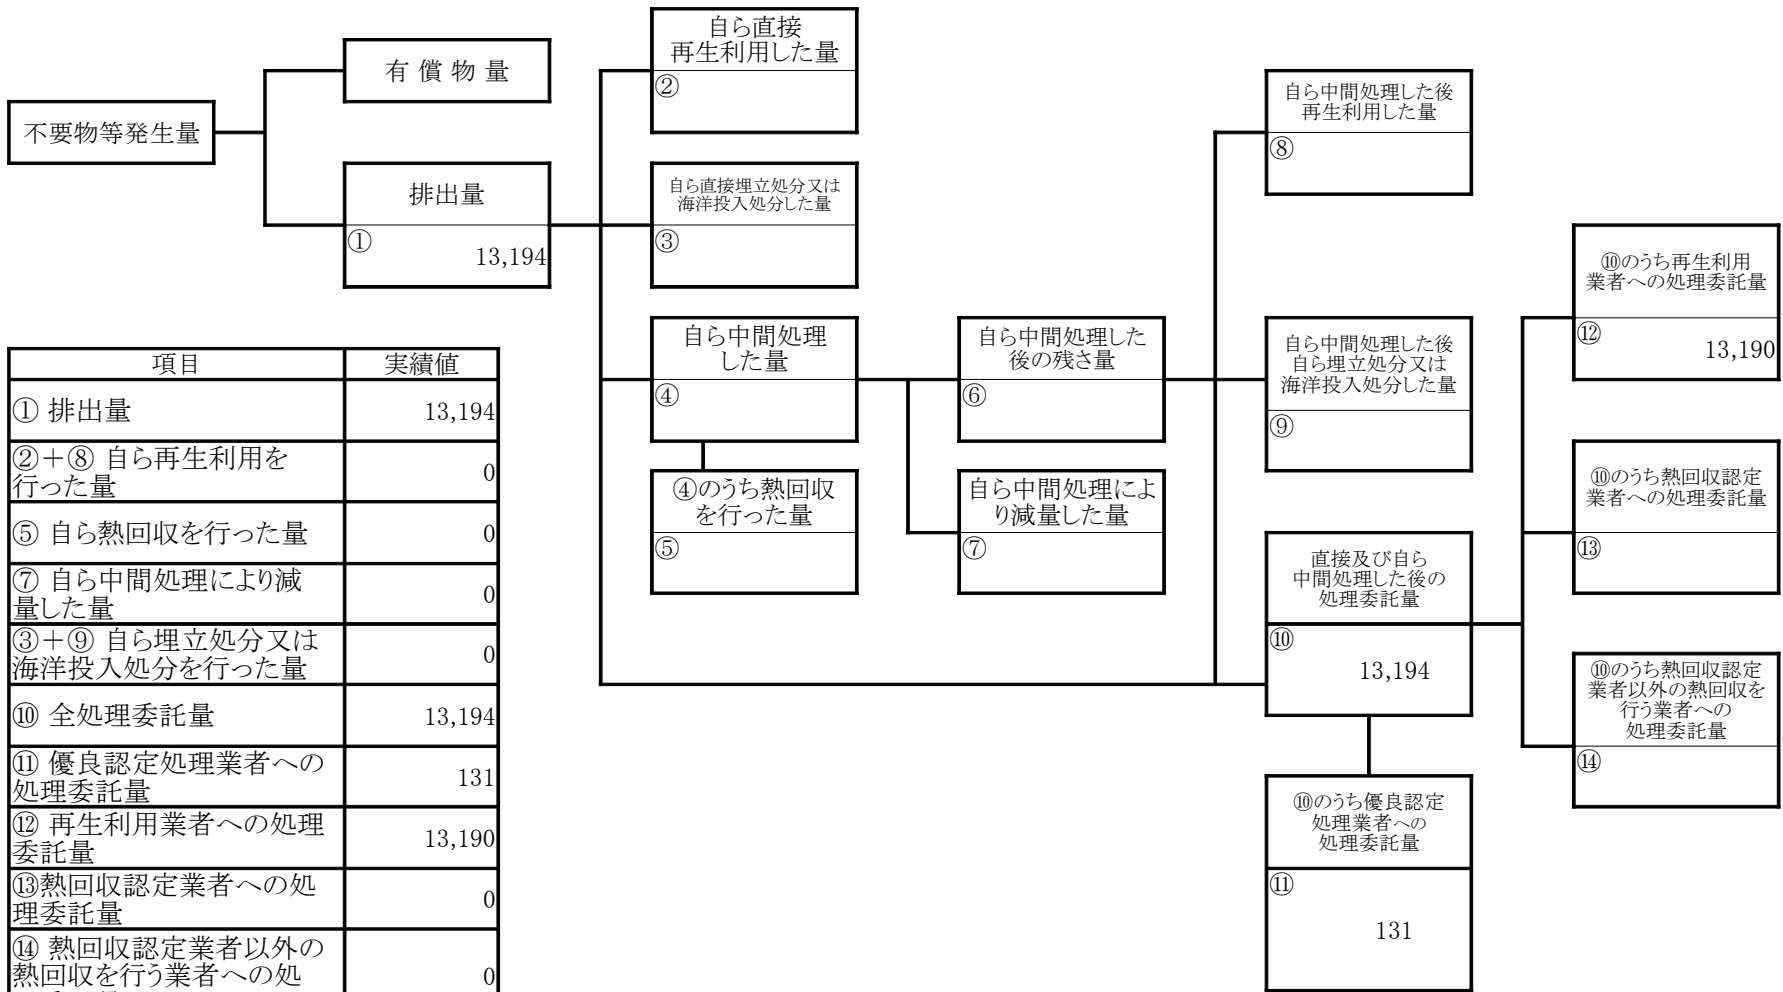 不要物等発生量
有 償 物 量
排出量
①
13,194
自ら直接
再生利用した量
②
自ら直接埋立処分又は
海洋投入処分した量
③
自ら中間処理
した量
④
④のうち熱回収
を行った量
⑤
自ら中間処理した
後の残さ量
⑥
自ら中間処理によ
り減量した量
⑦
自ら中間処理した後
再生利用した量
⑧
自ら中間処理した後
自ら埋立処分又は
海洋投入処分した量
⑨
直接及び自ら
中間処理した後の
処理委託量
⑩
13,194
⑩のうち優良認定
処理業者への
処理委託量
⑪
131
⑩のうち再生利用
業者への処理委託量
⑫
13,190
⑩のうち熱回収認定
業者への処理委託量
⑬
⑩のうち熱回収認定
業者以外の熱回収を
行う業者への
処理委託量
⑭
項目 実績値
① 排出量 13,194
②＋⑧ 自ら再生利用を
行った量 0
⑤ 自ら熱回収を行った量 0
⑦ 自ら中間処理により減
量した量 0
③＋⑨ 自ら埋立処分又は
海洋投入処分を行った量 0
⑩ 全処理委託量 13,194
⑪ 優良認定処理業者への
処理委託量 131
⑫ 再生利用業者への処理
委託量 13,190
⑬熱回収認定業者への処
理委託量 0
⑭ 熱回収認定業者以外の
熱回収を行う業者への処 0